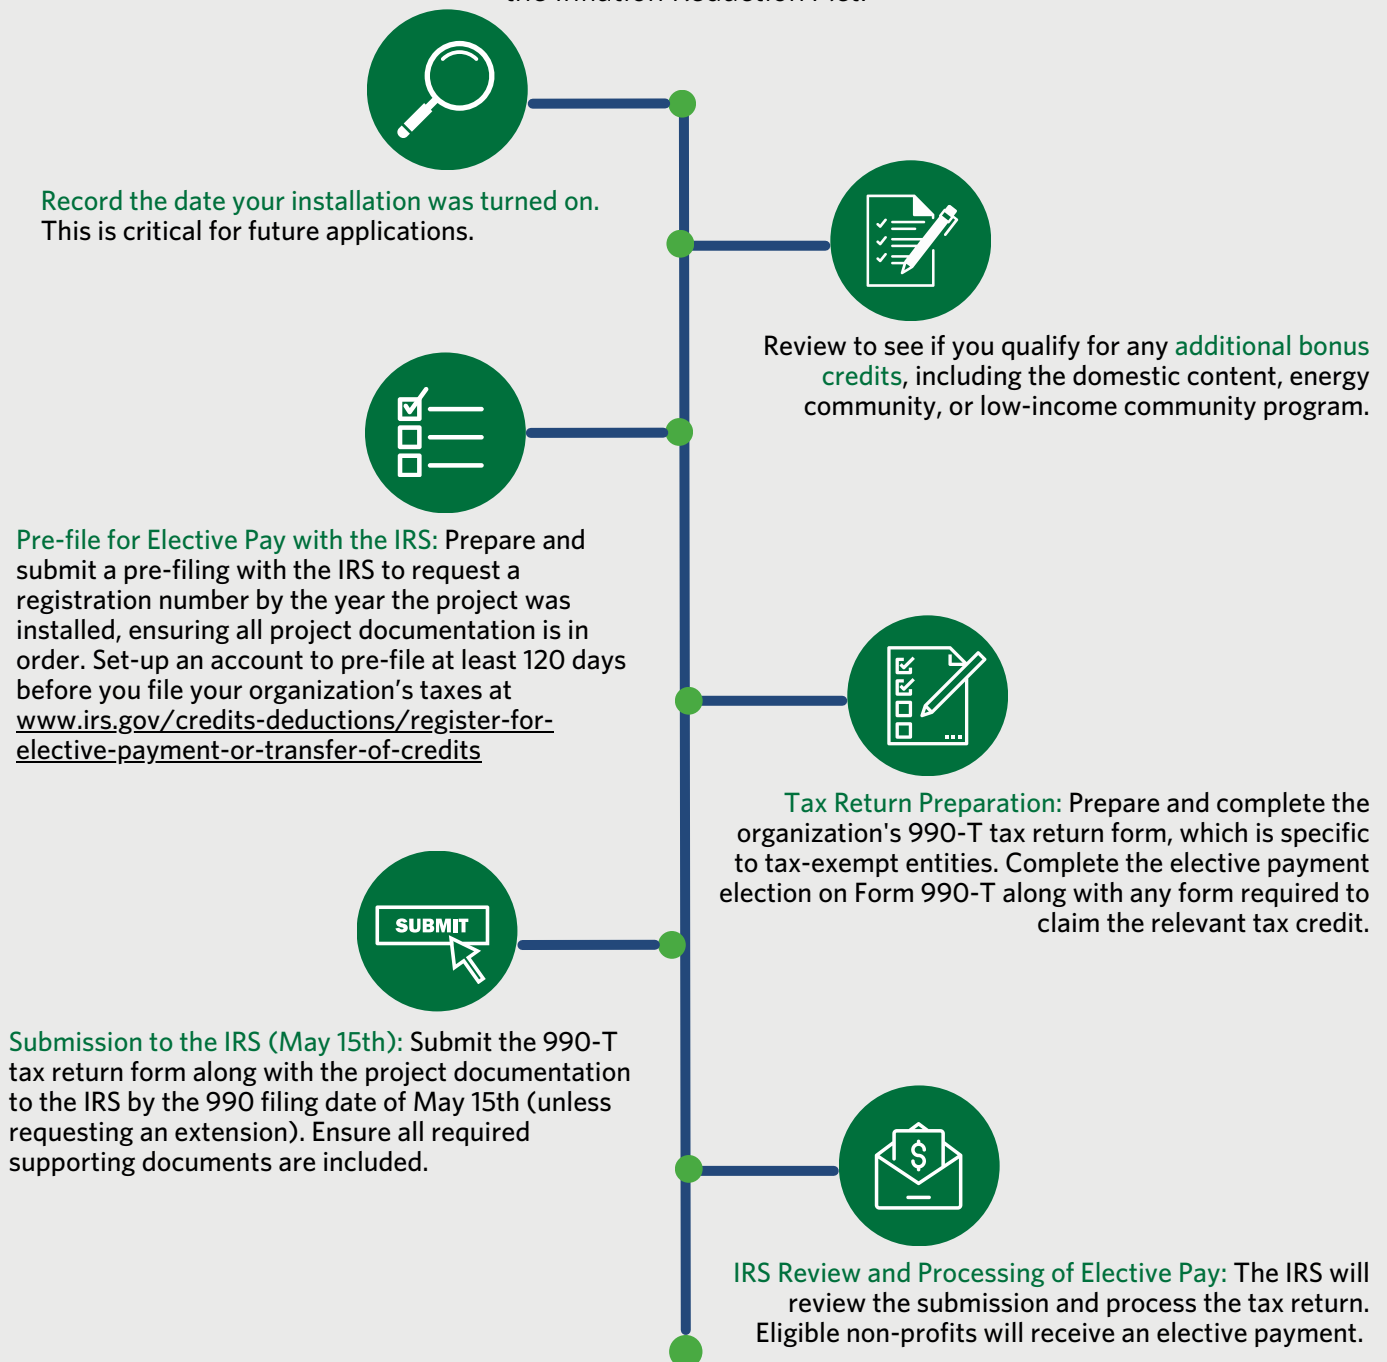 the Inflation Reduction Act.
Record the date your installation was turned on.
This is critical for future applications.
Review to see if you qualify for any additional bonus
credits, including the domestic content, energy
community, or low-income community program.
Pre-file for Elective Pay with the IRS: Prepare and
submit a pre-filing with the IRS to request a
registration number by the year the project was
installed, ensuring all project documentation is in
order. Set-up an account to pre-file at least 120 days
before you file your organization's taxes at
www.irs.gov/credits-deductions/register-for-
elective-payment-or-transfer-of-credits
Tax Return Preparation: Prepare and complete the
organization's 990-T tax return form, which is specific
to tax-exempt entities. Complete the elective payment
election on Form 990-T along with any form required to
claim the relevant tax credit.
SUBMIT
Submission to the IRS (May 15th): Submit the 990-T
tax return form along with the project documentation
to the IRS by the 990 filing date of May 15th (unless
requesting an extension). Ensure all required
supporting documents are included.
$
IRS Review and Processing of Elective Pay: The IRS will
review the submission and process the tax return.
Eligible non-profits will receive an elective payment.